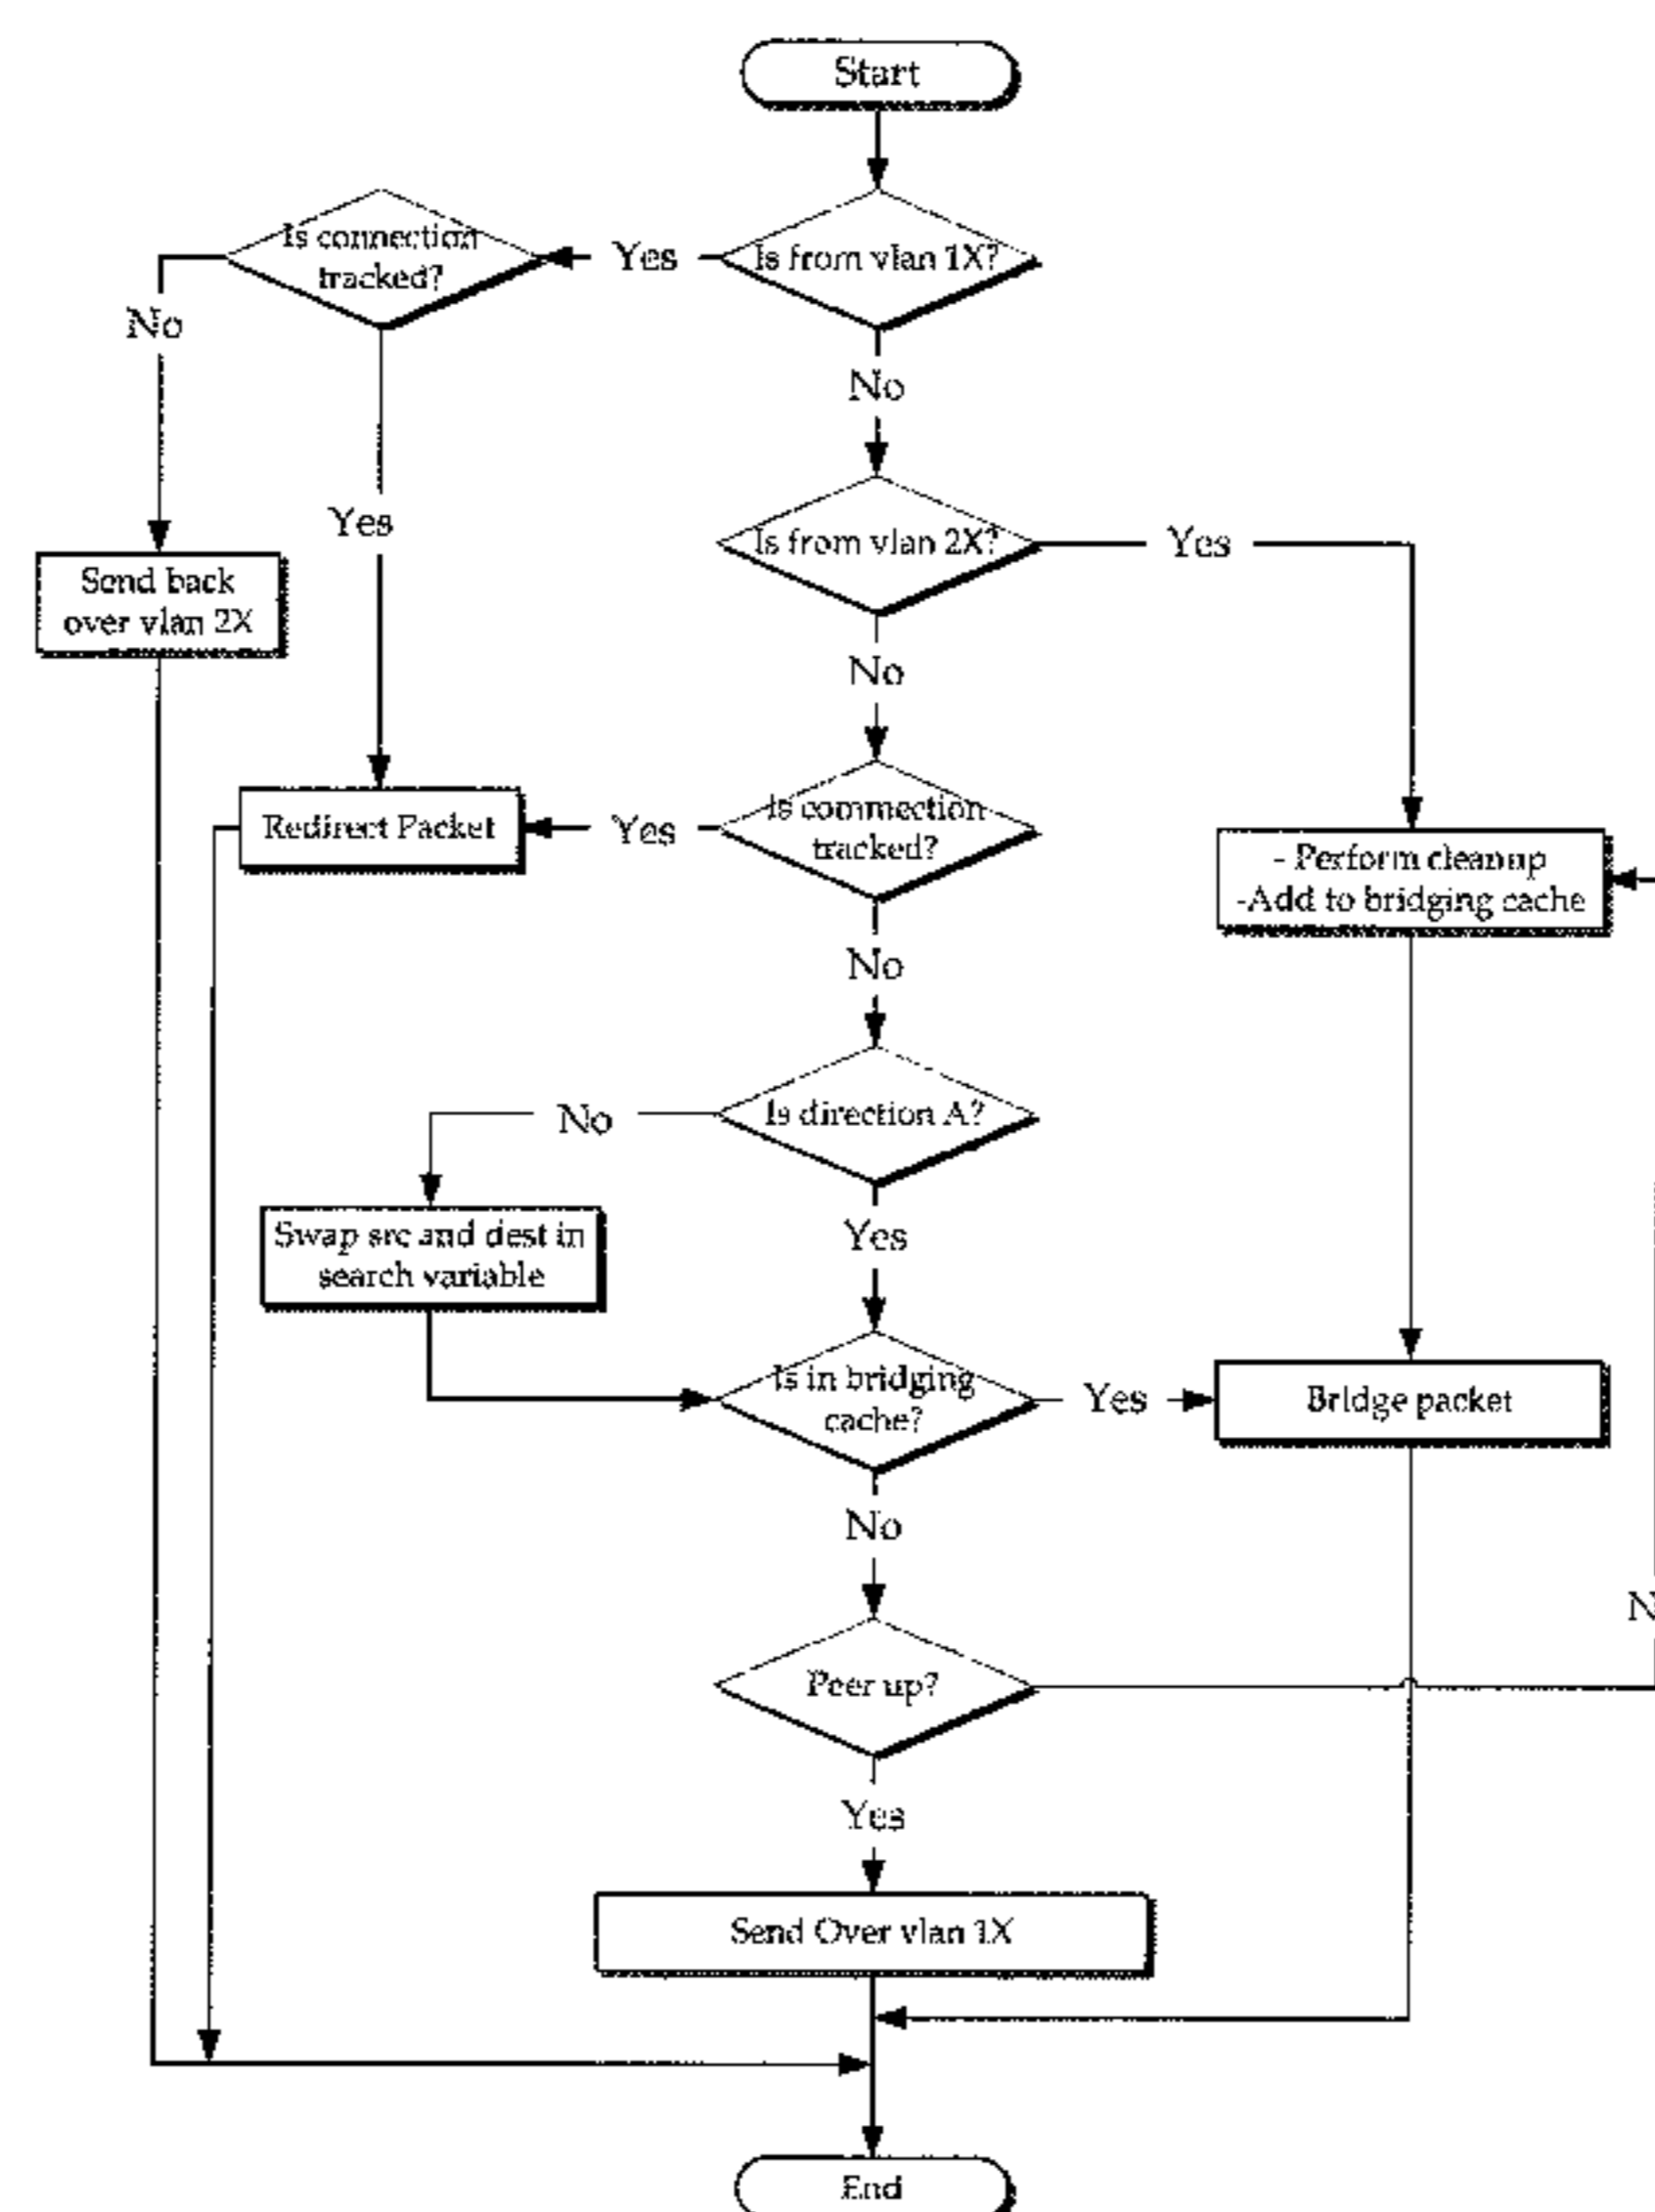 Start
Is connection
tracked?
Yes
Is from vlan 1X?
No
No
Yes
Is from vlan 2X?
Yes
Send back
over vlan 2X
No
Redirect Packet
Yes
Is commection
tracked?
- Perform cleanup
-Add to bridging cache
No
No
Is direction A?
Swap src and dest in
search variable
Yes
Is in bridging
cache?
Yes
Bridge packet
No
N
Peer up?
Yes
Send Over vlan 1X
End